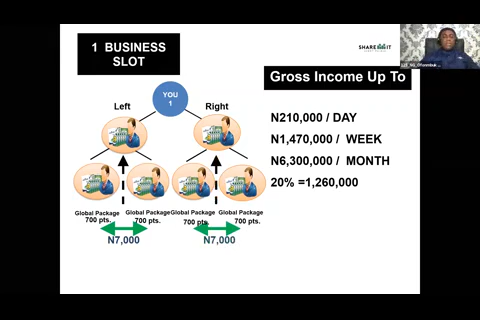 1 BUSINESS
SLOT
SHARE IT
Gross Income Up To
YOU
1
Left
Right
N210,000 / DAY
N1,470,000 / WEEK
N6,300,000 / MONTH
20% =1,260,000
Global Package
700 pts.
Global Package
700 pts.
Global Package
700 pts.
Global Package
700 pts.
N7,000
N7,000